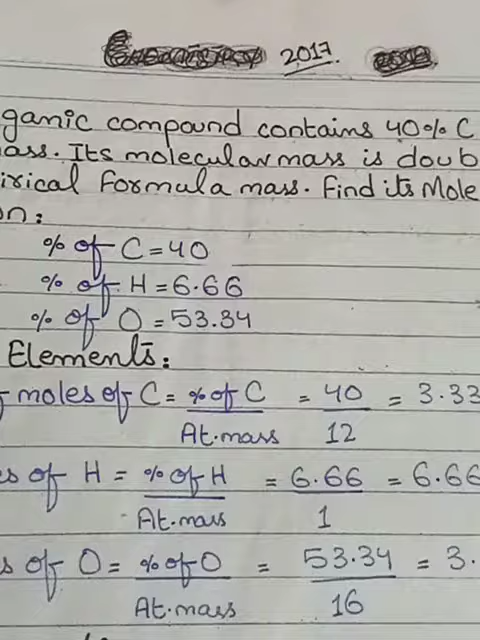 2017.
ganic compound contains 40% C
ass. Its molecular mass is doub
irical Formula mass. Find its Mole
on:
% of C = 40
% of H = 6.66
% of O = 53.34
Elements:
f moles of C = % of C / At.mass = 40 / 12 = 3.33
es of H = % of H / At.mass = 6.66 / 1 = 6.66
s of O = % of O / At.mass = 53.34 / 16 = 3.